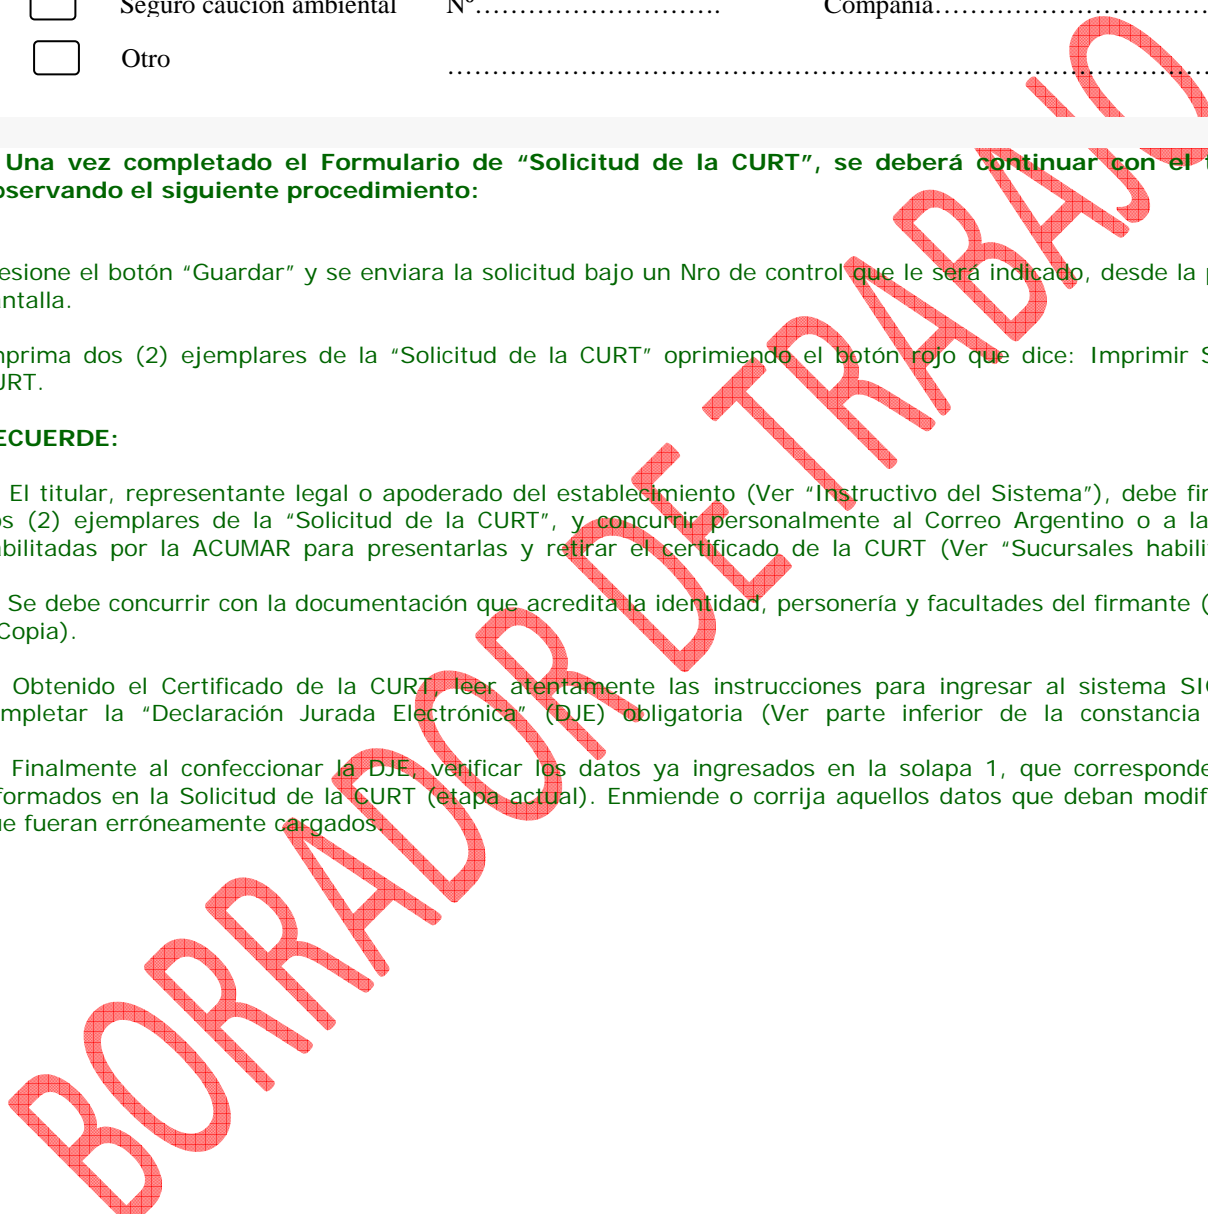 Seguro caución ambiental Nº………………………. Compañía…………………………
Otro ……………………………………………………………………………
Una vez completado el Formulario de “Solicitud de la CURT”, se deberá continuar con el
observando el siguiente procedimiento:
esione el botón “Guardar” y se enviara la solicitud bajo un Nro de control que le será indicado, desde la
antalla.
mprima dos (2) ejemplares de la “Solicitud de la CURT” oprimiendo el botón rojo que dice: Imprimir S
URT.
ECUERDE:
El titular, representante legal o apoderado del establecimiento (Ver “Instructivo del Sistema”), debe fir
os (2) ejemplares de la “Solicitud de la CURT”, y concurrir personalmente al Correo Argentino o a la
abilitadas por la ACUMAR para presentarlas y retirar el certificado de la CURT (Ver “Sucursales habilit
Se debe concurrir con la documentación que acredita la identidad, personería y facultades del firmante (
Copia).
Obtenido el Certificado de la CURT, leer atentamente las instrucciones para ingresar al sistema SI
mpletar la “Declaración Jurada Electrónica” (DJE) obligatoria (Ver parte inferior de la constancia
Finalmente al confeccionar la DJE, verificar los datos ya ingresados en la solapa 1, que corresponde
formados en la Solicitud de la CURT (etapa actual). Enmiende o corrija aquellos datos que deban modif
ue fueran erróneamente cargados.
BORRADOR DE TRABAJO